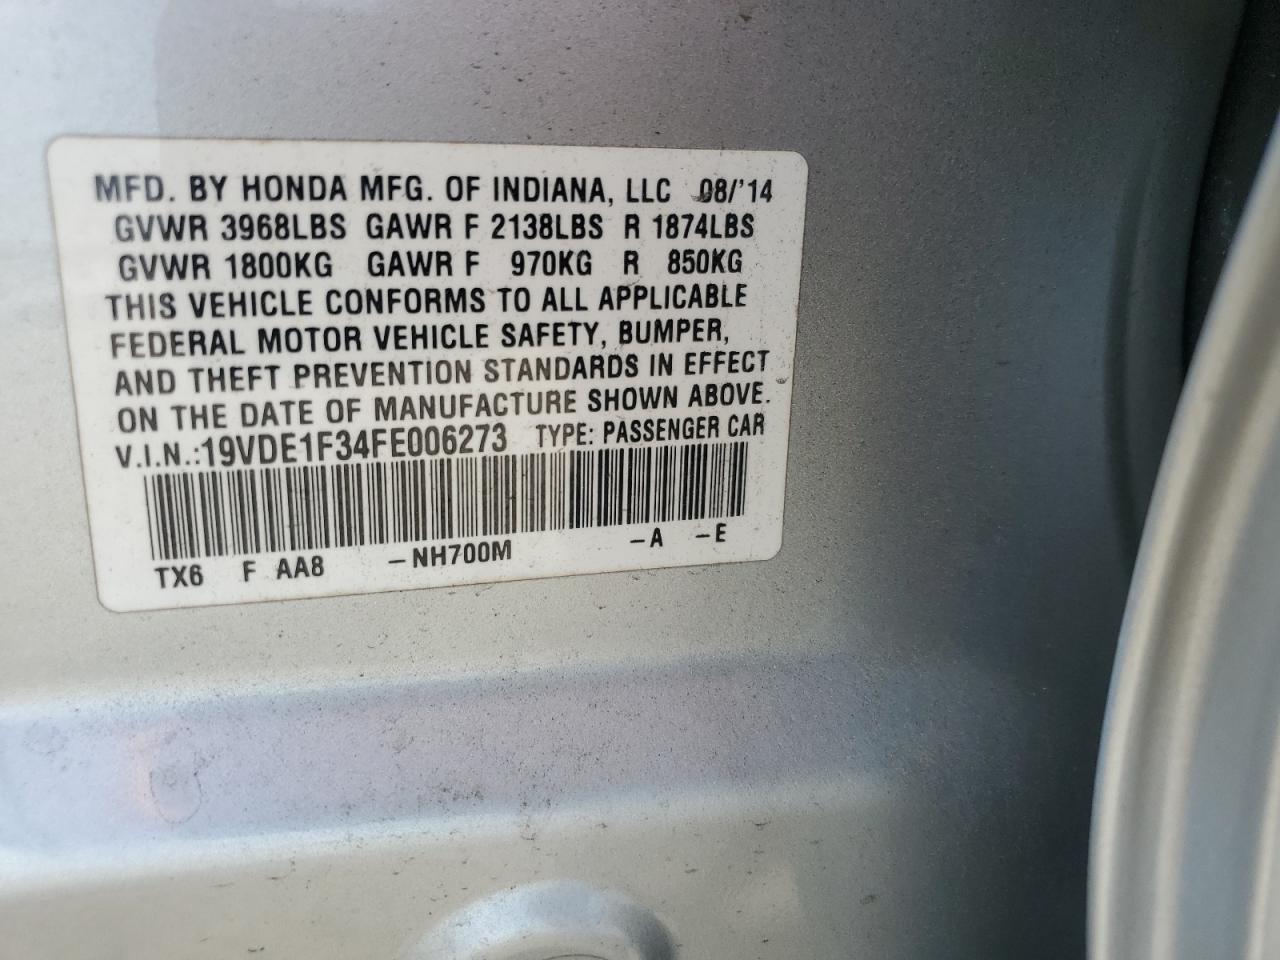 MFD. BY HONDA MFG. OF INDIANA, LLC 08/'14
GVWR 3968LBS GAWR F 2138LBS R 1874LBS
GVWR 1800KG GAWR F 970KG R 850KG
THIS VEHICLE CONFORMS TO ALL APPLICABLE
FEDERAL MOTOR VEHICLE SAFETY, BUMPER,
AND THEFT PREVENTION STANDARDS IN EFFECT
ON THE DATE OF MANUFACTURE SHOWN ABOVE.
V.I.N.:19VDE1F34FE006273 TYPE: PASSENGER CAR
TX6 F AA8 -NH700M -A -E